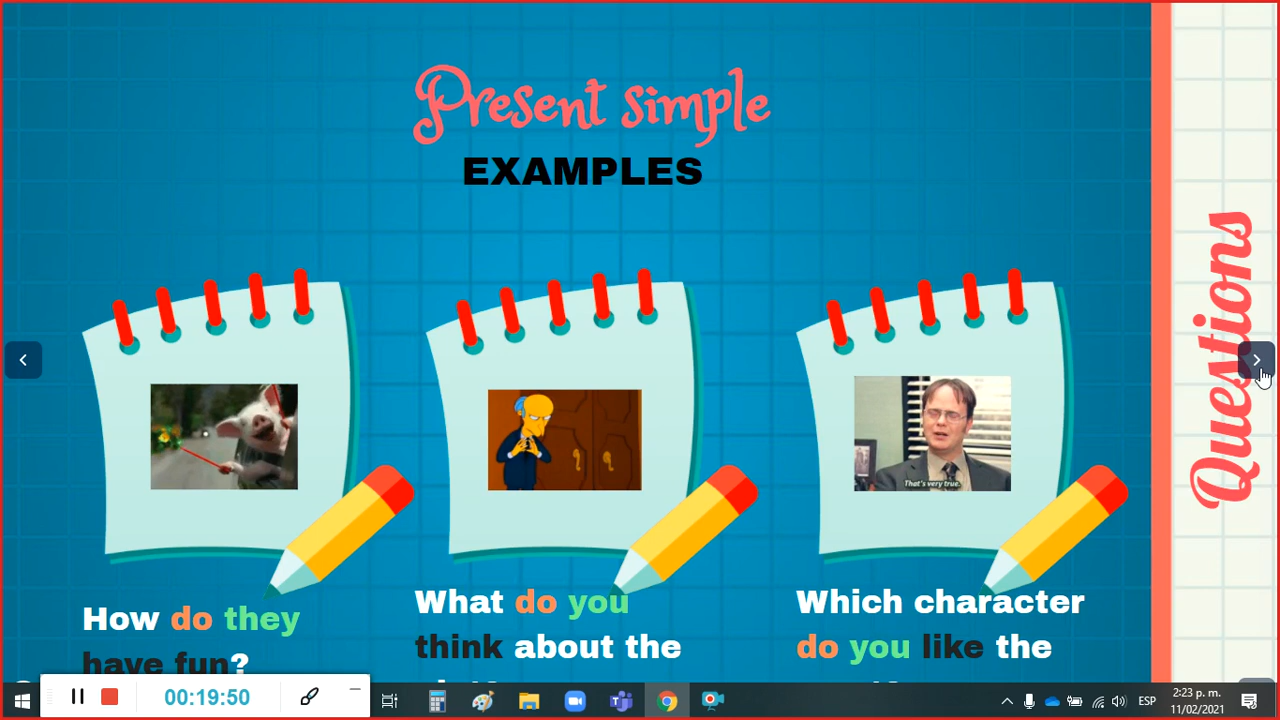 Present simple
EXAMPLES
Questions
That's very true.
How do they
have fun?
What do you
think about the
Which character
do you like the
00:19:50
ESP
2:23 p. m.
11/02/2021